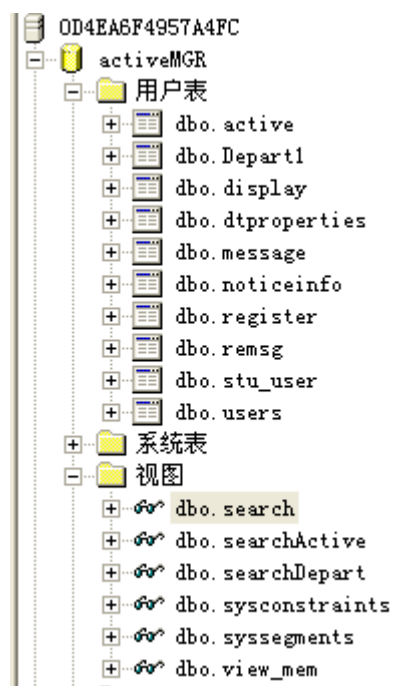 OD4EA6F4957A4FC
activeMGR
用户表
dbo.active
dbo.Depart1
dbo.display
dbo.dtproperties
dbo.message
dbo.noticeinfo
dbo.register
dbo.remsg
dbo.stu_user
dbo.users
系统表
视图
dbo.search
dbo.searchActive
dbo.searchDepart
dbo.sysconstraints
dbo.syssegments
dbo.view_mem